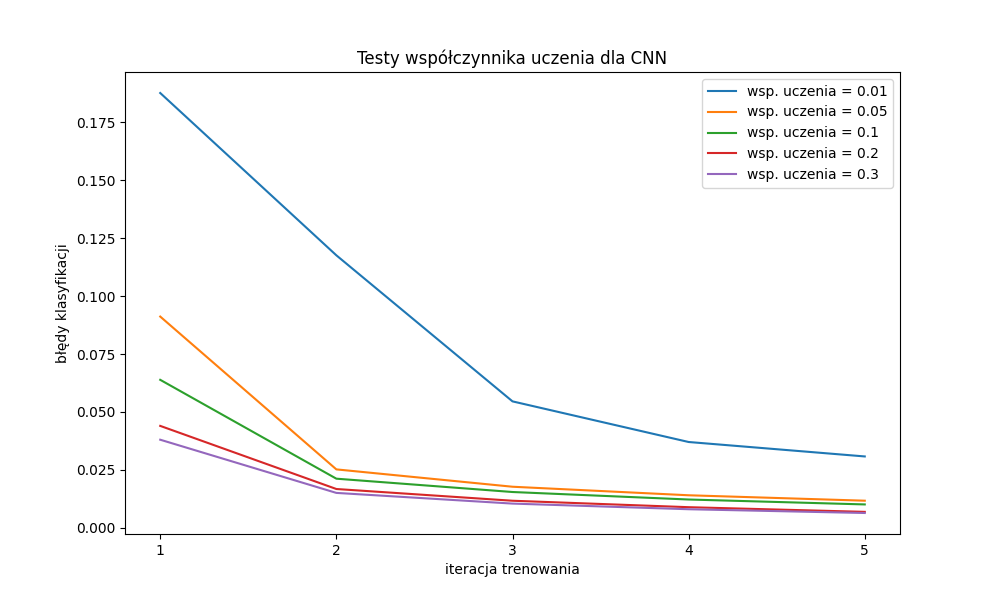 Testy współczynnika uczenia dla CNN
wsp. uczenia = 0.01
wsp. uczenia = 0.05
wsp. uczenia = 0.1
wsp. uczenia = 0.2
wsp. uczenia = 0.3
błędy klasyfikacji
0.175
0.150
0.125
0.100
0.075
0.050
0.025
0.000
1 2 3 4 5
iteracja trenowania